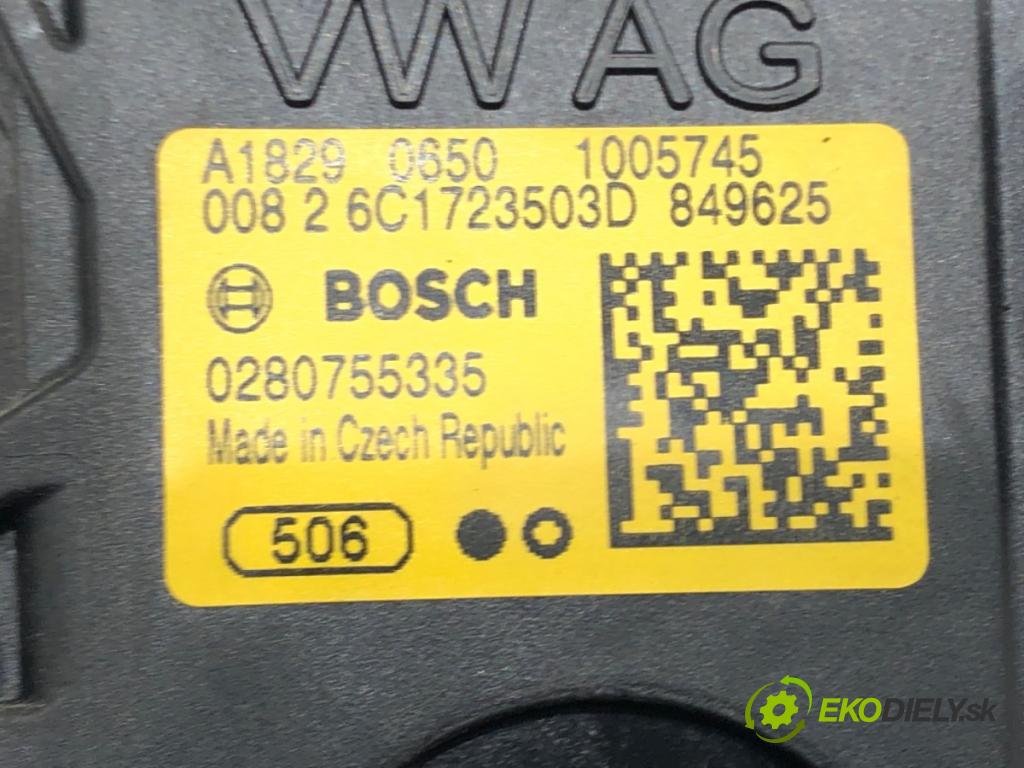 VW AG
A1829 0650 1005745
008 2 6C1723503D 849625
BOSCH
0280755335
Made in Czech Republic
506
EKODIELY.sk